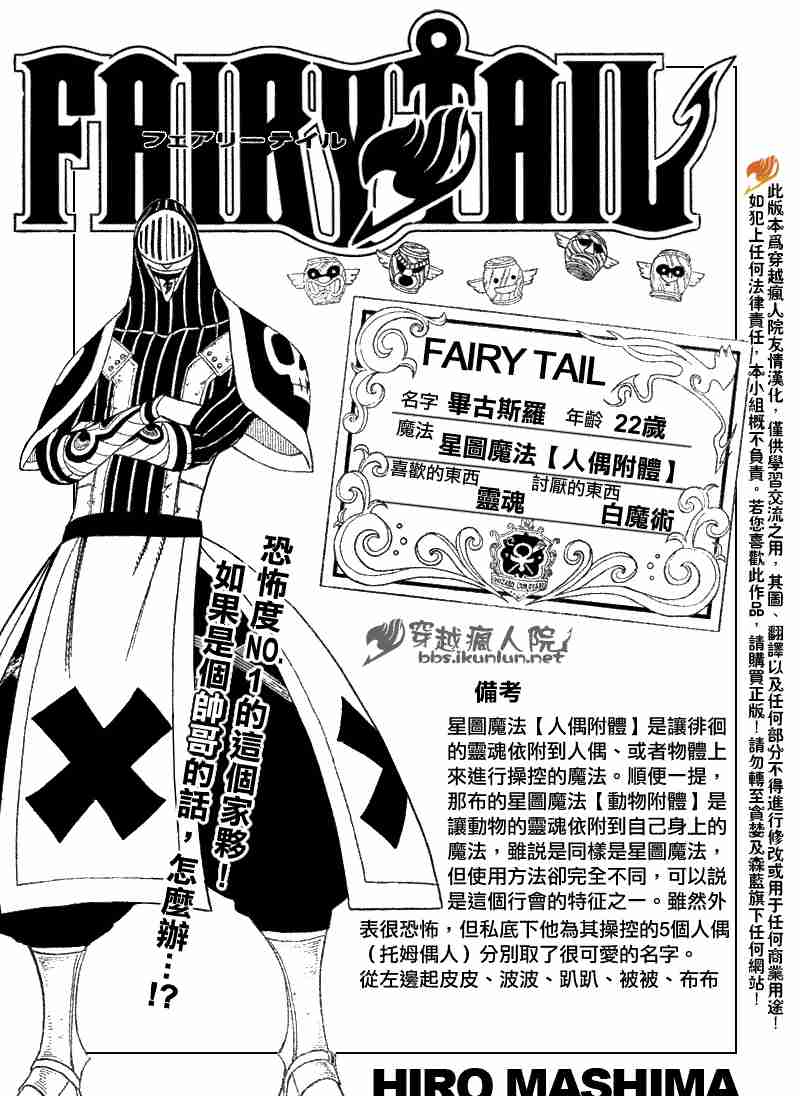 FAIRY TAIL
フェアリーテイル
FAIRY TAIL
名字 畢古斯羅 年齡 22歲
魔法 星圖魔法【人偶附體】
喜歡的東西 靈魂
討厭的東西 白魔術
恐怖度NO.1的這個家夥！
如果是個帥哥的話，怎麼辦…!?
穿越瘋人院
bbs.ikunlun.net
備考
星圖魔法【人偶附體】是讓徘徊
的靈魂依附到人偶、或者物體上
來進行操控的魔法。順便一提，
那布的星圖魔法【動物附體】是
讓動物的靈魂依附到自己身上的
魔法，雖説是同樣是星圖魔法，
但使用方法卻完全不同，可以説
是這個行會的特征之一。雖然外
表很恐怖，但私底下他為其操控的5個人偶
（托姆偶人）分別取了很可愛的名字。
從左邊起皮皮、波波、趴趴、被被、布布
此版本爲穿越瘋人院友情漢化，僅供學習交流之用，其圖、翻譯以及任何部分不得進行修改或用于任何商業用途！
如犯上任何法律責任，本小組概不負責。若您喜歡此作品，請購買正版！請勿轉至貪婪及森藍旗下任何網站！
HIRO MASHIMA